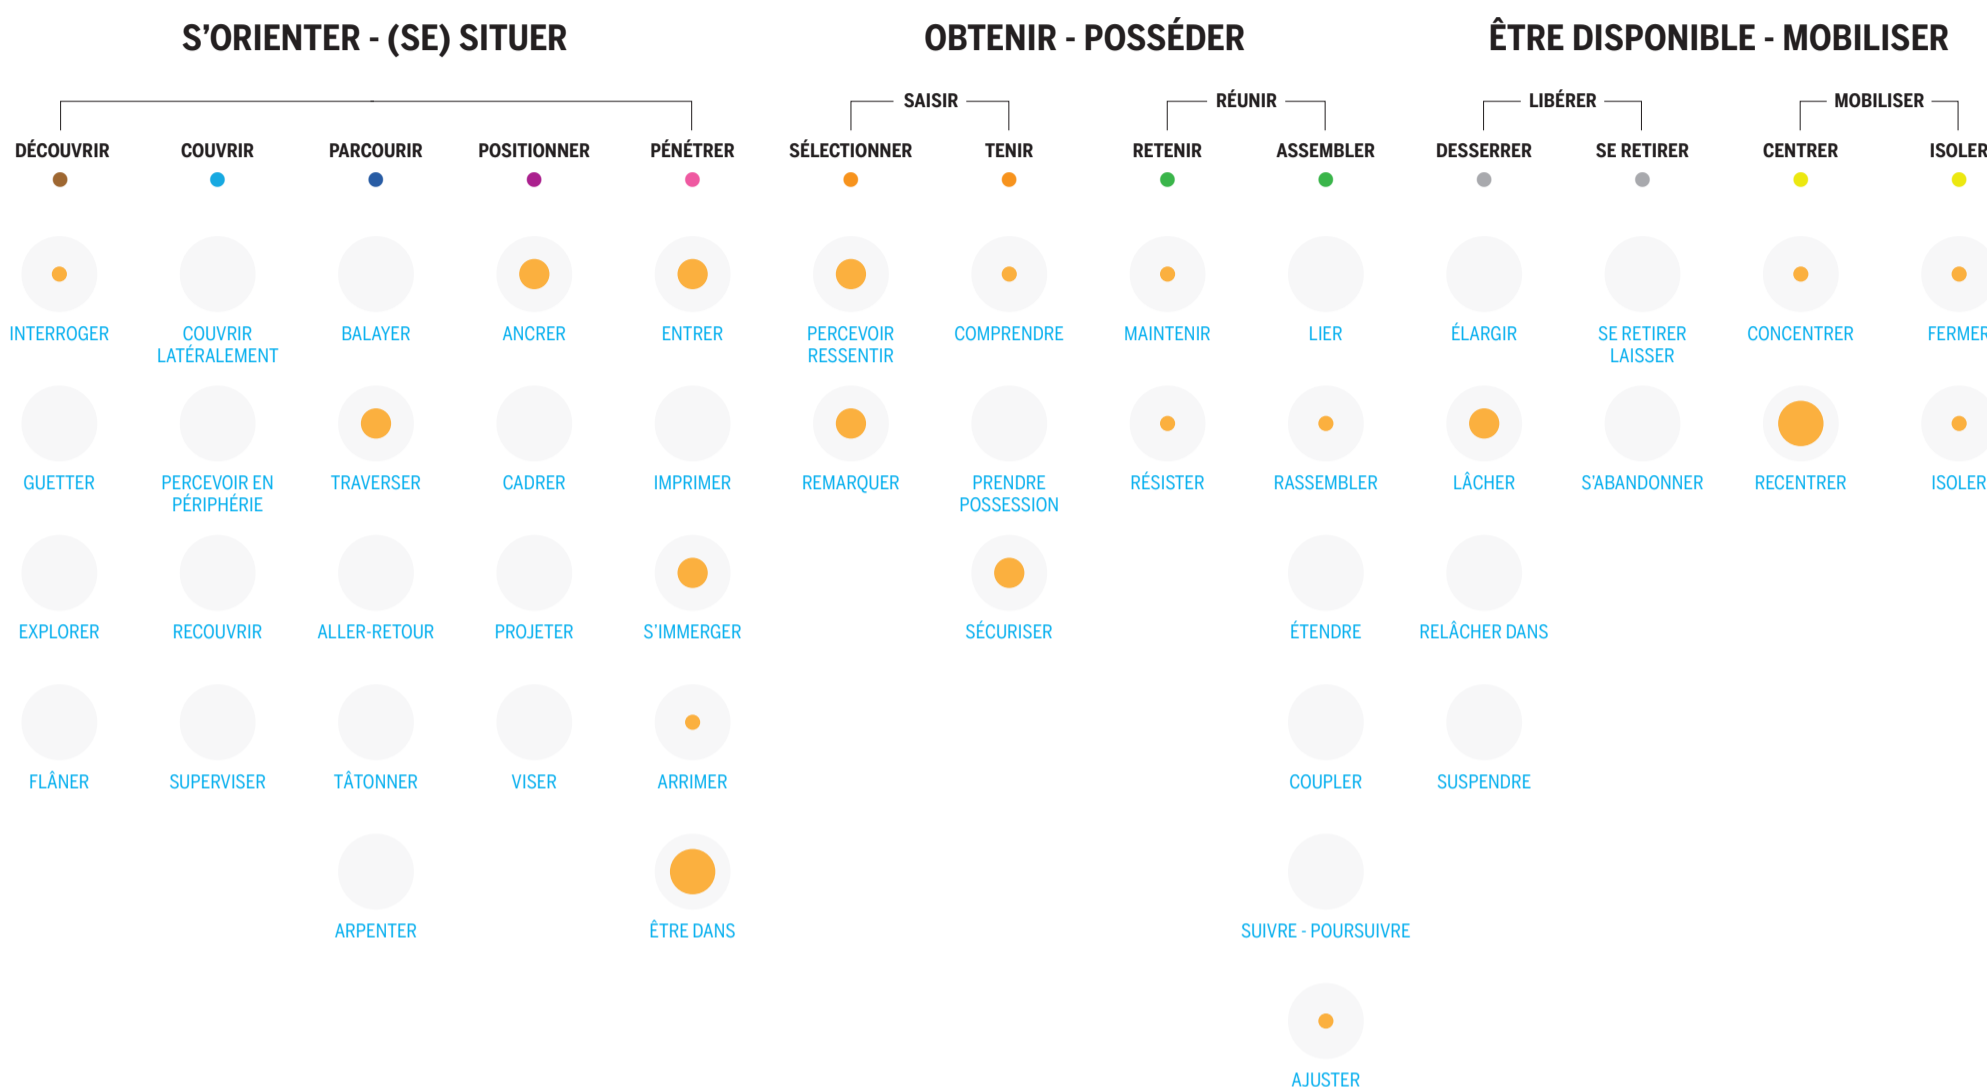 S’ORIENTER - (SE) SITUER
OBTENIR - POSSÉDER
ÊTRE DISPONIBLE - MOBILISER
SAISIR
RÉUNIR
LIBÉRER
MOBILISER
DÉCOUVRIR
COUVRIR
PARCOURIR
POSITIONNER
PÉNÉTRER
SÉLECTIONNER
TENIR
RETENIR
ASSEMBLER
DESSERRER
SE RETIRER
CENTRER
ISOLER
INTERROGER
COUVRIR
LATÉRALEMENT
BALAYER
ANCRER
ENTRER
PERCEVOIR
RESSENTIR
COMPRENDRE
MAINTENIR
LIER
ÉLARGIR
SE RETIRER
LAISSER
CONCENTRER
FERMER
GUETTER
PERCEVOIR EN
PÉRIPHÉRIE
TRAVERSER
CADRER
IMPRIMER
REMARQUER
PRENDRE
POSSESSION
RÉSISTER
RASSEMBLER
LÂCHER
S’ABANDONNER
RECENTRER
ISOLER
EXPLORER
RECOUVRIR
ALLER-RETOUR
PROJETER
S’IMMERGER
SÉCURISER
ÉTENDRE
RELÂCHER DANS
FLÂNER
SUPERVISER
TÂTONNER
VISER
ARRIMER
COUPLER
SUSPENDRE
ARPENTER
ÊTRE DANS
SUIVRE - POURSUIVRE
AJUSTER